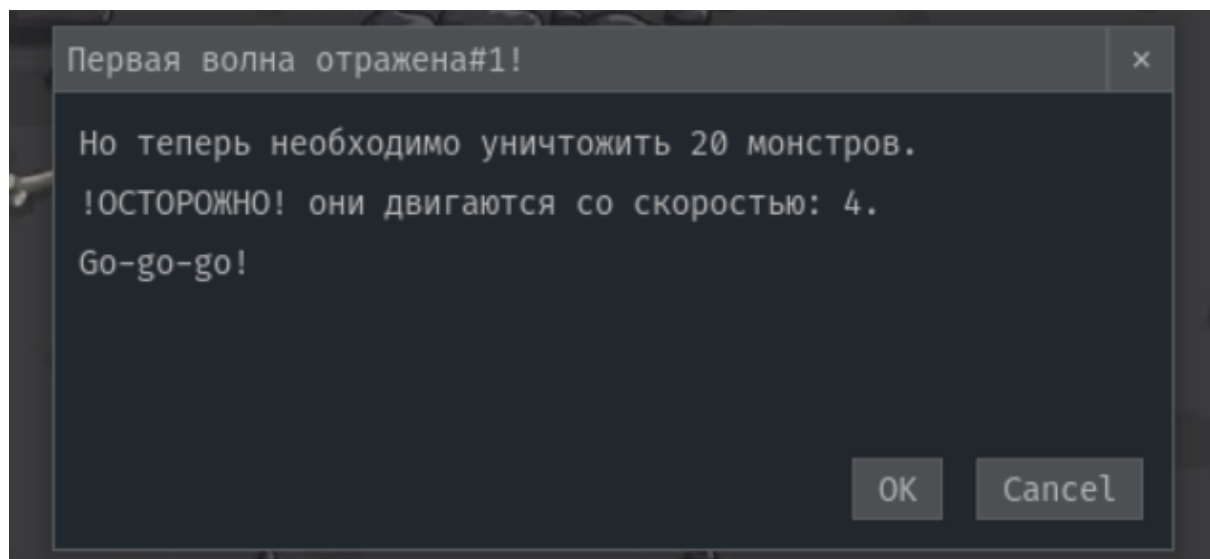 Первая волна отражена#1!
×
Но теперь необходимо уничтожить 20 монстров.
!ОСТОРОЖНО! они двигаются со скоростью: 4.
Go-go-go!
OK
Cancel